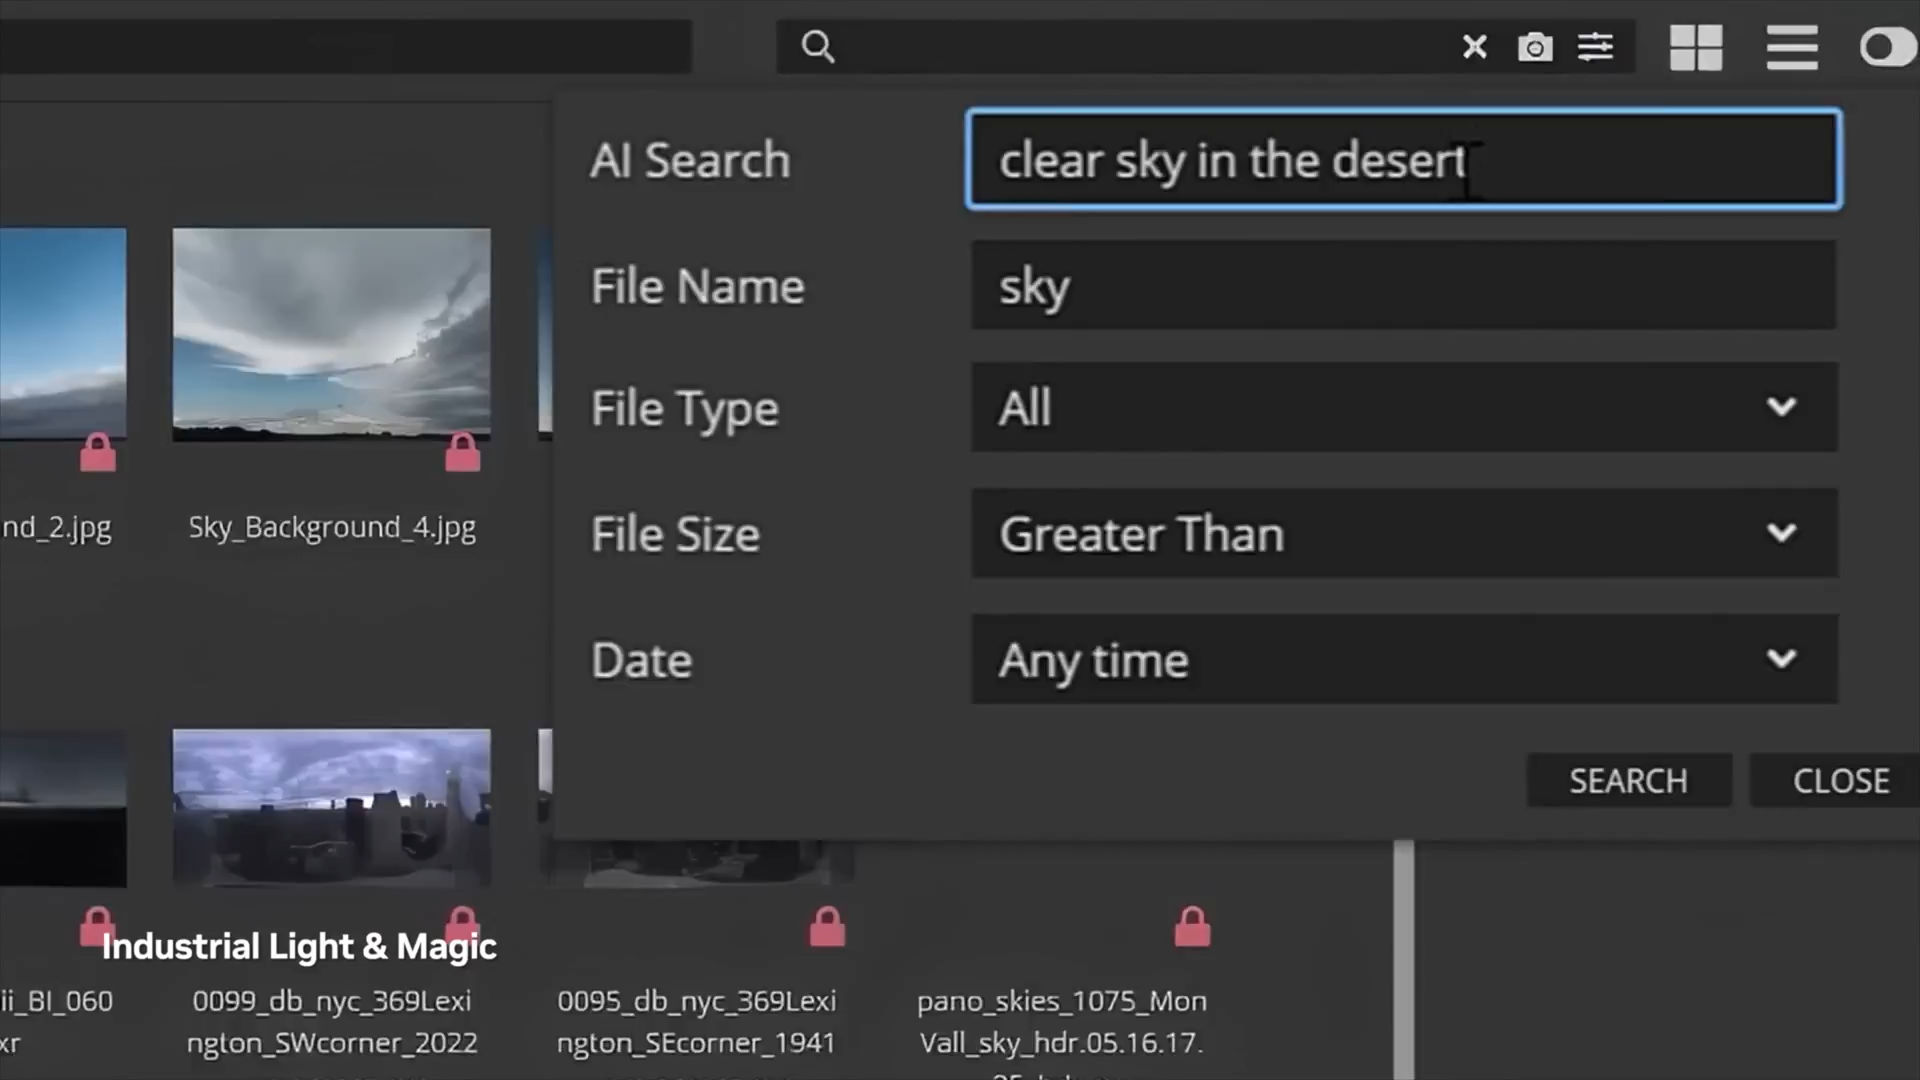 AI Search
clear sky in the desert
File Name
sky
File Type
All
File Size
Greater Than
Date
Any time
SEARCH
CLOSE
nd_2.jpg
Sky_Background_4.jpg
Industrial Light & Magic
ii_BI_060
xr
0099_db_nyc_369Lexi
ngton_SWcorner_2022
0095_db_nyc_369Lexi
ngton_SEcorner_1941
pano_skies_1075_Mon
Vall_sky_hdr.05.16.17.